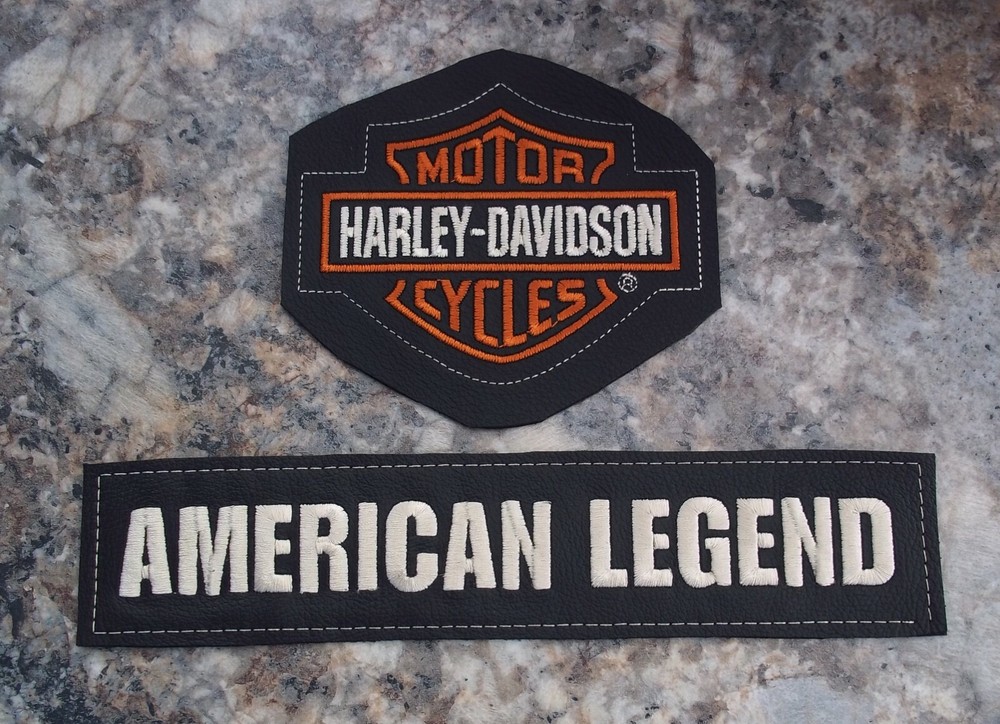 MOTOR
HARLEY-DAVIDSON
CYCLES ®
AMERICAN LEGEND